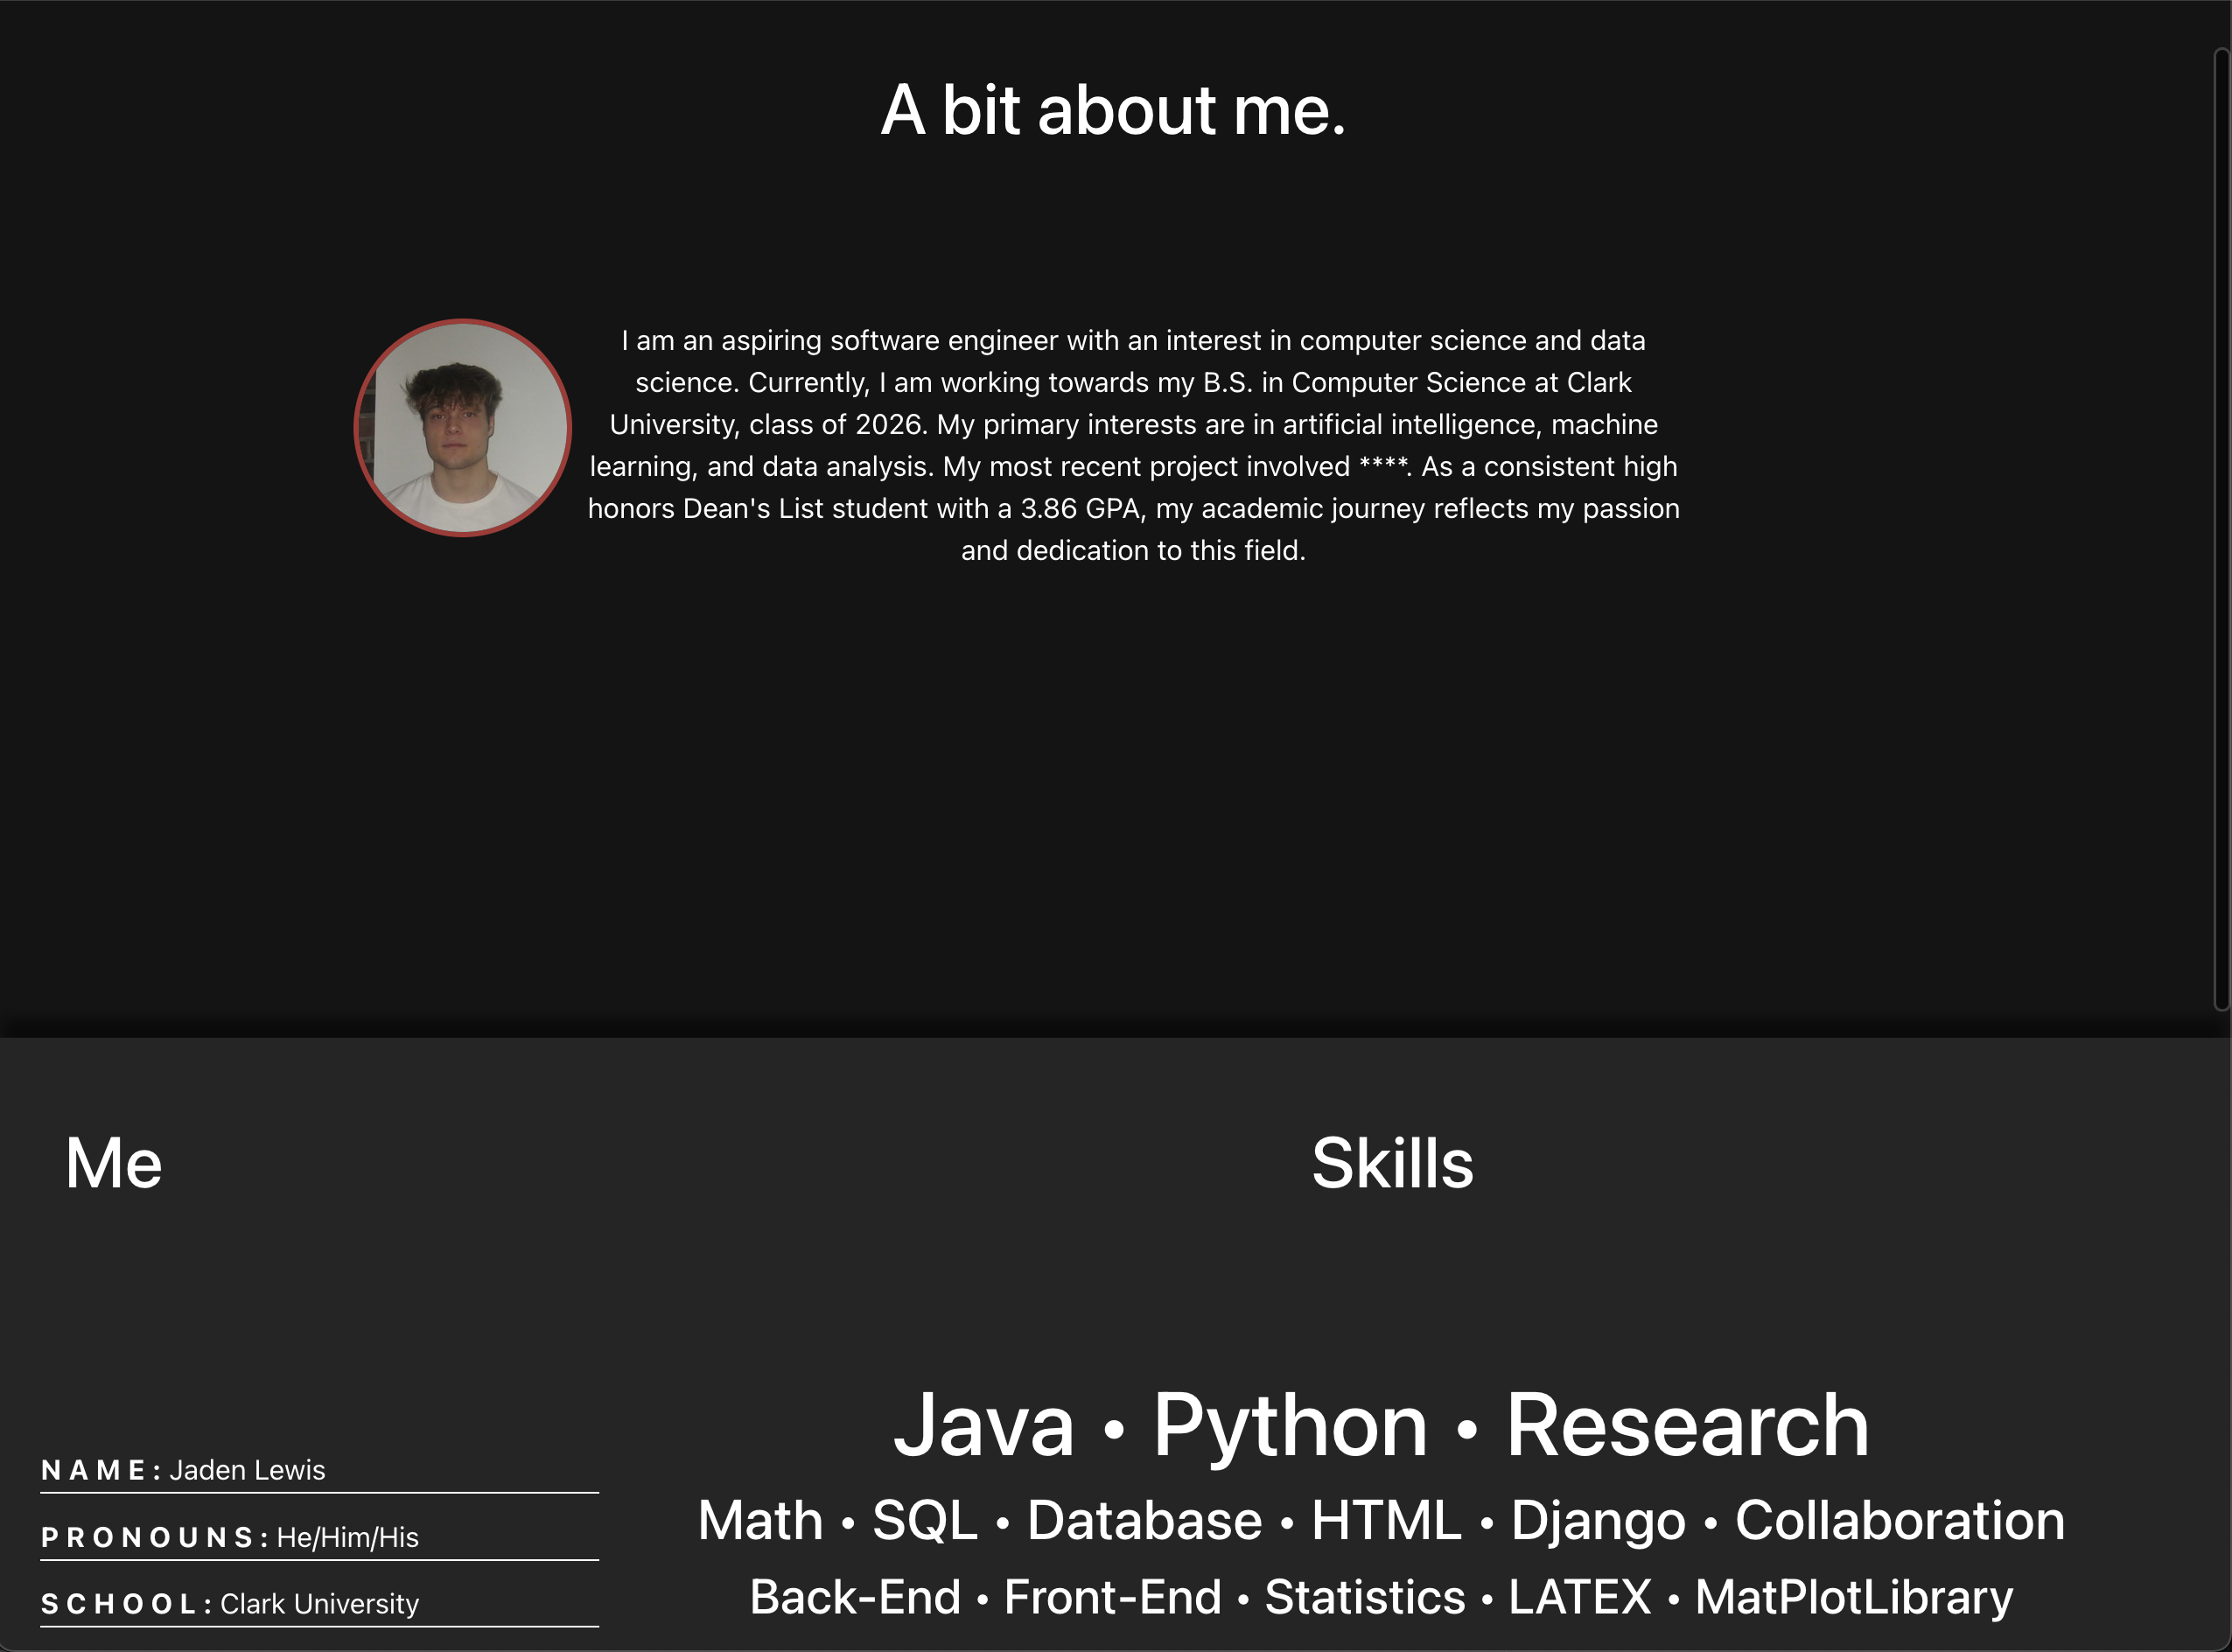 A bit about me.
I am an aspiring software engineer with an interest in computer science and data
science. Currently, I am working towards my B.S. in Computer Science at Clark
University, class of 2026. My primary interests are in artificial intelligence, machine
learning, and data analysis. My most recent project involved ****. As a consistent high
honors Dean's List student with a 3.86 GPA, my academic journey reflects my passion
and dedication to this field.
Me
NAME: Jaden Lewis
PRONOUNS: He/Him/His
SCHOOL: Clark University
Skills
Java • Python • Research
Math • SQL • Database • HTML • Django • Collaboration
Back-End • Front-End • Statistics • LATEX • MatPlotLibrary